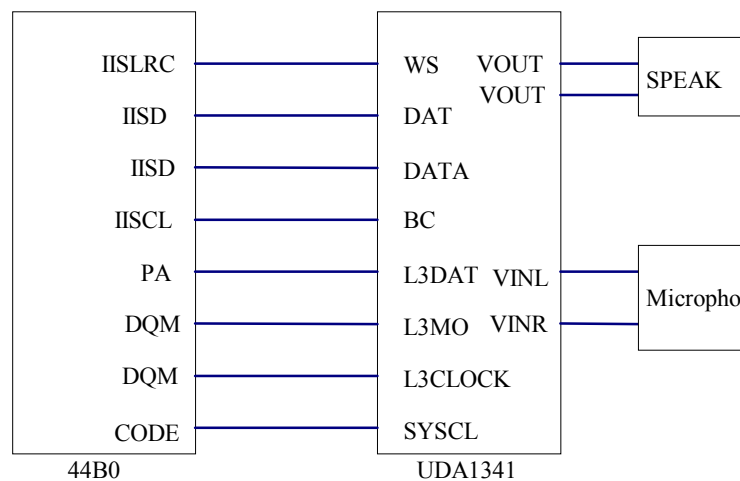 IISLRC WS VOUT
VOUT
SPEAK
IISD DAT
IISD DATA
IISCL BC
PA L3DAT VINL
Micropho
DQM L3MO VINR
DQM L3CLOCK
CODE SYSCL
44B0 UDA1341